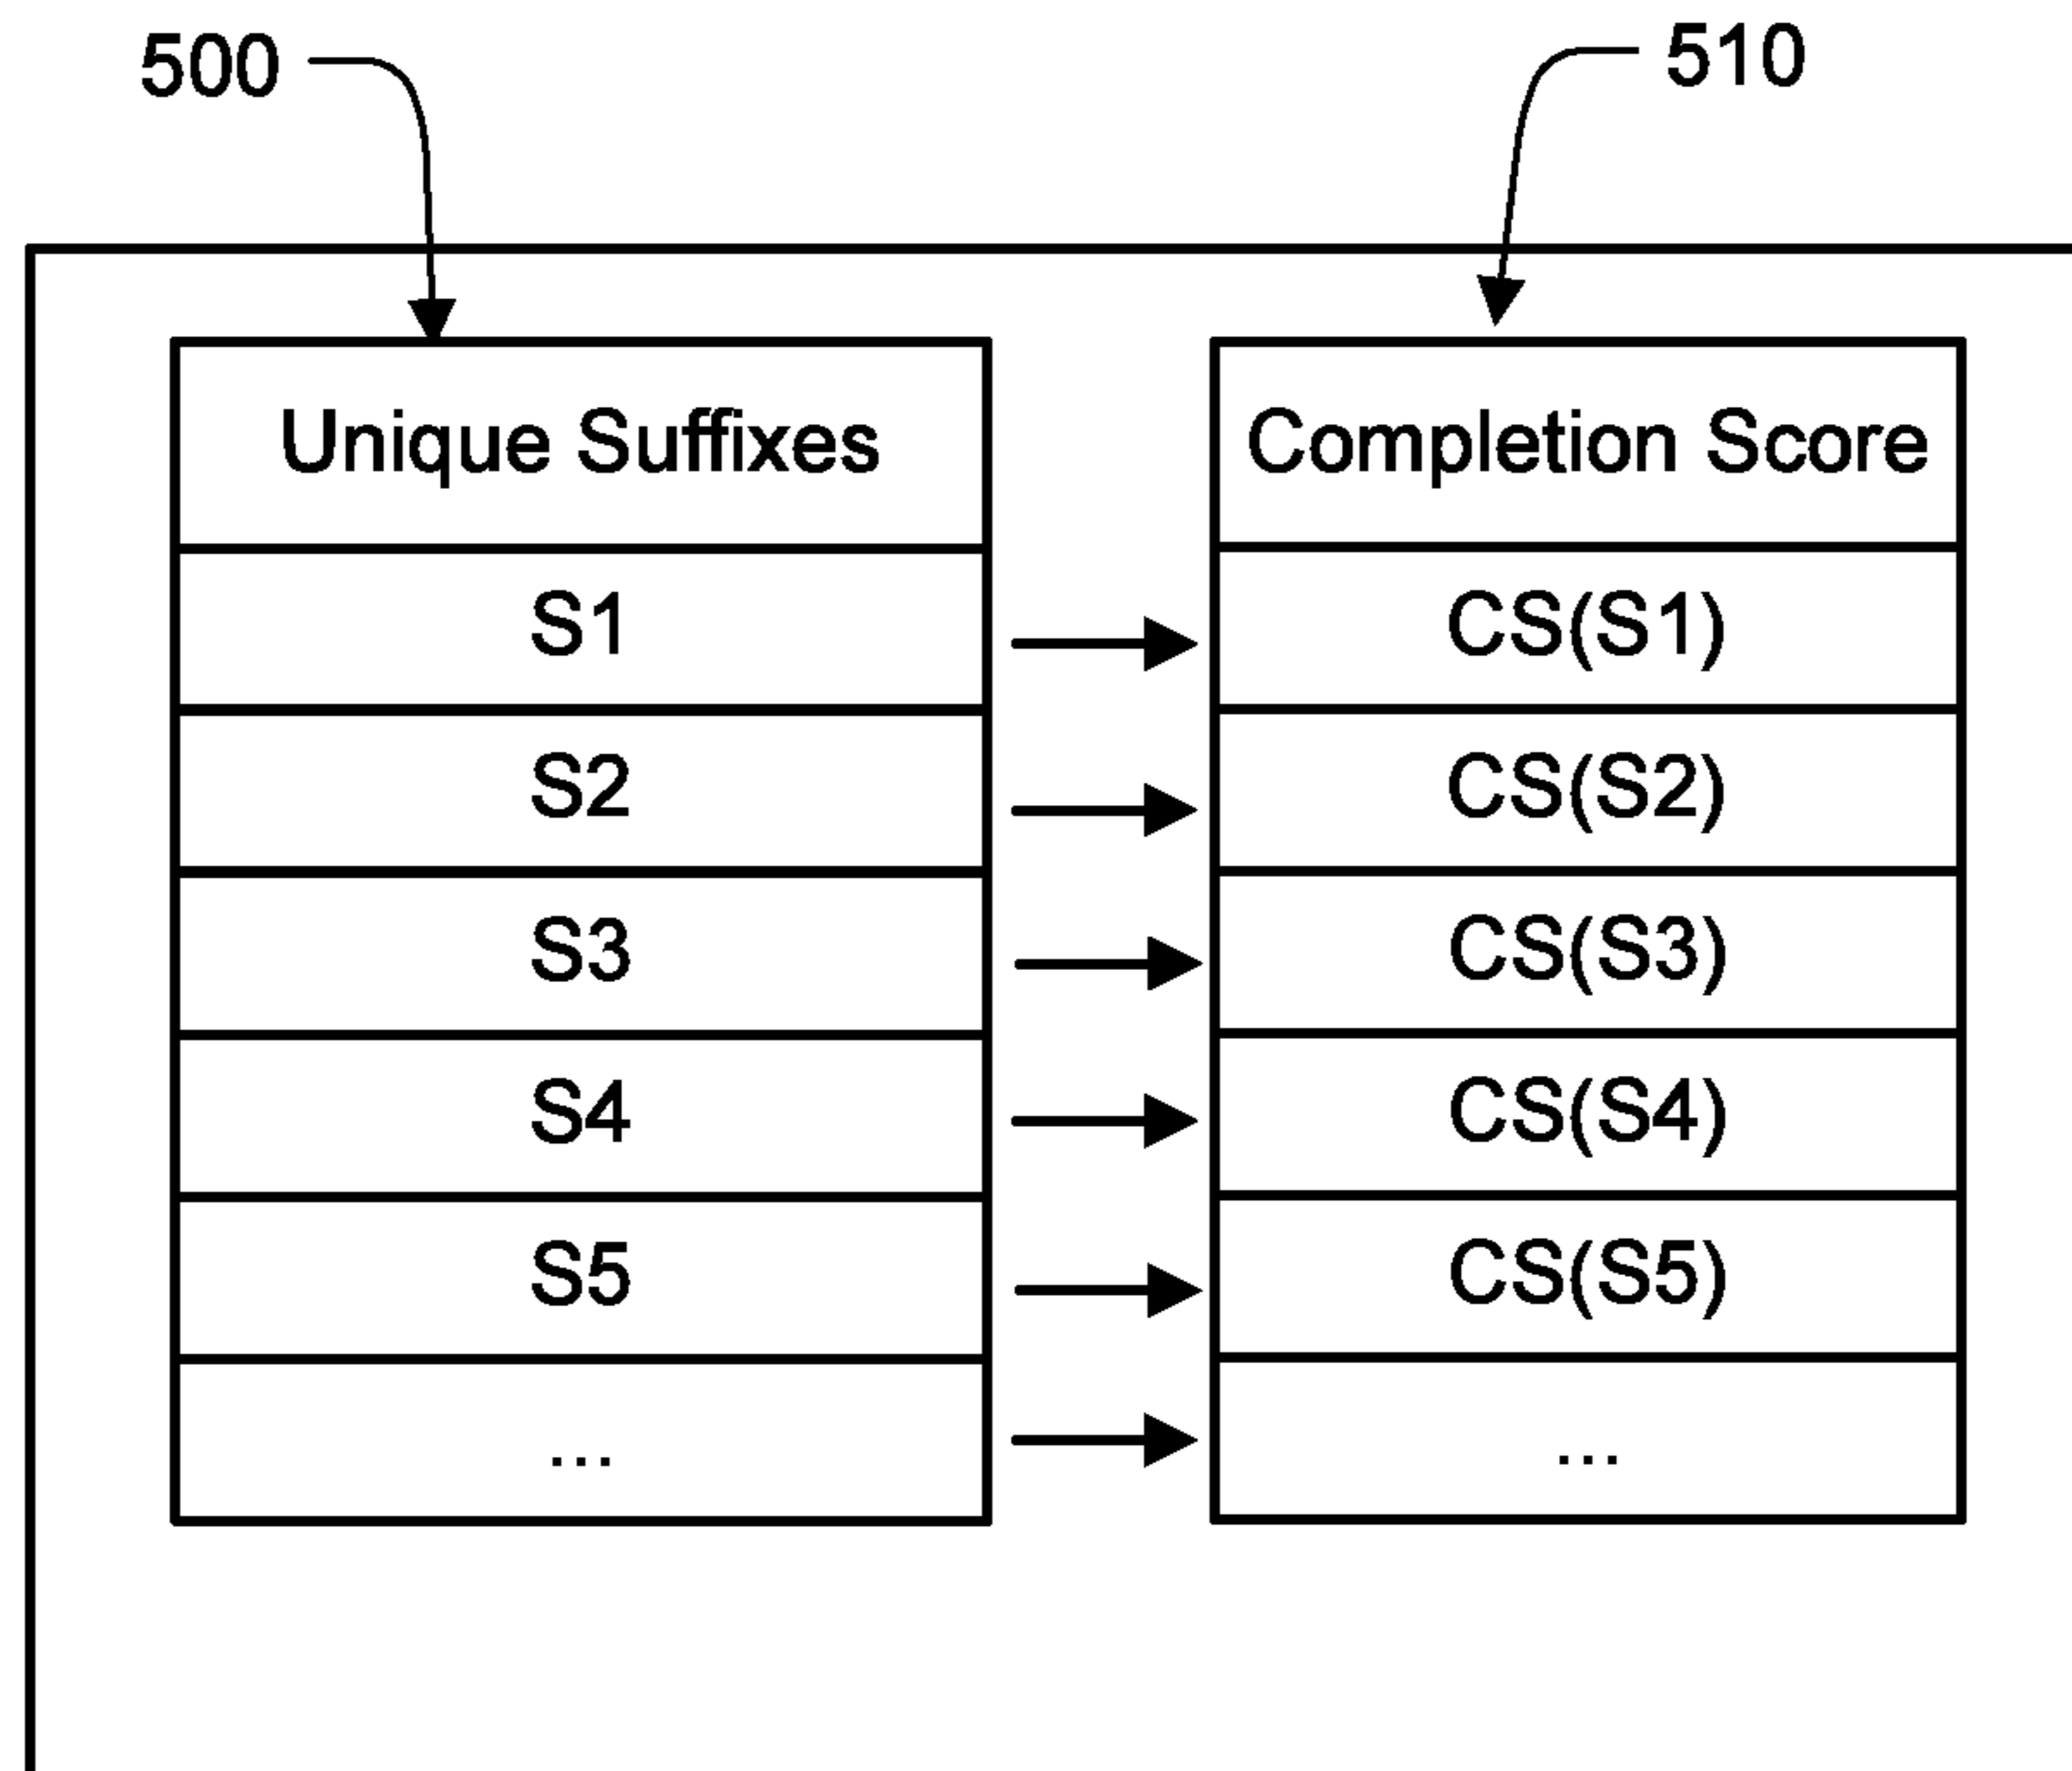 500 510
Unique Suffixes Completion Score
S1 CS(S1)
S2 CS(S2)
S3 CS(S3)
S4 CS(S4)
S5 CS(S5)
... ...